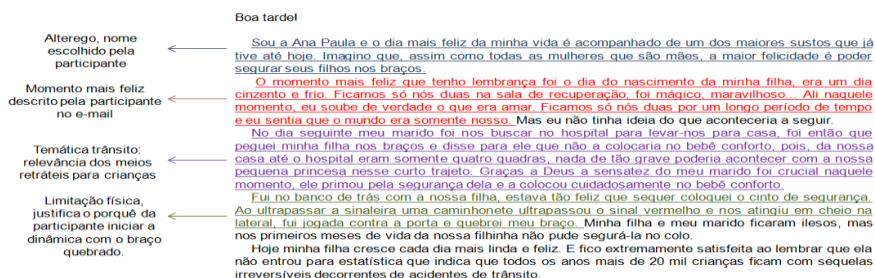 Boa tarde!
Alterego, nome
escolhido pela
participante
Sou a Ana Paula e o dia mais feliz da minha vida é acompanhado de um dos maiores sustos que já
tive até hoje. Imagino que, assim como todas as mulheres que são mães, a maior felicidade é poder
segurar seus filhos nos braços.
Momento mais feliz
descrito pela participante
no e-mail
O momento mais feliz que tenho lembrança foi o dia do nascimento da minha filha, era um dia
cinzento e frio. Ficamos só nós duas na sala de recuperação, foi mágico, maravilhoso... Ali naquele
momento, eu soube de verdade o que era amar. Ficamos só nós duas por um longo período de tempo
e eu sentia que o mundo era somente nosso. Mas eu não tinha ideia do que aconteceria a seguir.
Temática trânsito:
relevância dos meios
retráteis para crianças
No dia seguinte meu marido foi nos buscar no hospital para levar-nos para casa, foi então que
peguei minha filha nos braços e disse para ele que não a colocaria no bebê conforto, pois, da nossa
casa até o hospital eram somente quatro quadras, nada de tão grave poderia acontecer com a nossa
pequena princesa nesse curto trajeto. Graças a Deus a sensatez do meu marido foi crucial naquele
momento, ele primou pela segurança dela e a colocou cuidadosamente no bebê conforto.
Limitação física,
justifica o porquê da
participante iniciar a
dinâmica com o braço
quebrado.
Fui no banco de trás com a nossa filha, estava tão feliz que sequer coloquei o cinto de segurança.
Ao ultrapassar a sinaleira uma caminhonete ultrapassou o sinal vermelho e nos atingiu em cheio na
lateral, fui jogada contra a porta e quebrei meu braço. Minha filha e meu marido ficaram ilesos, mas
nos primeiros meses de vida da nossa filhinha não pude segurá-la no colo.
Hoje minha filha cresce cada dia mais linda e feliz. E fico extremamente satisfeita ao lembrar que ela
não entrou para estatística que indica que todos os anos mais de 20 mil crianças ficam com sequelas
irreversíveis decorrentes de acidentes de trânsito.